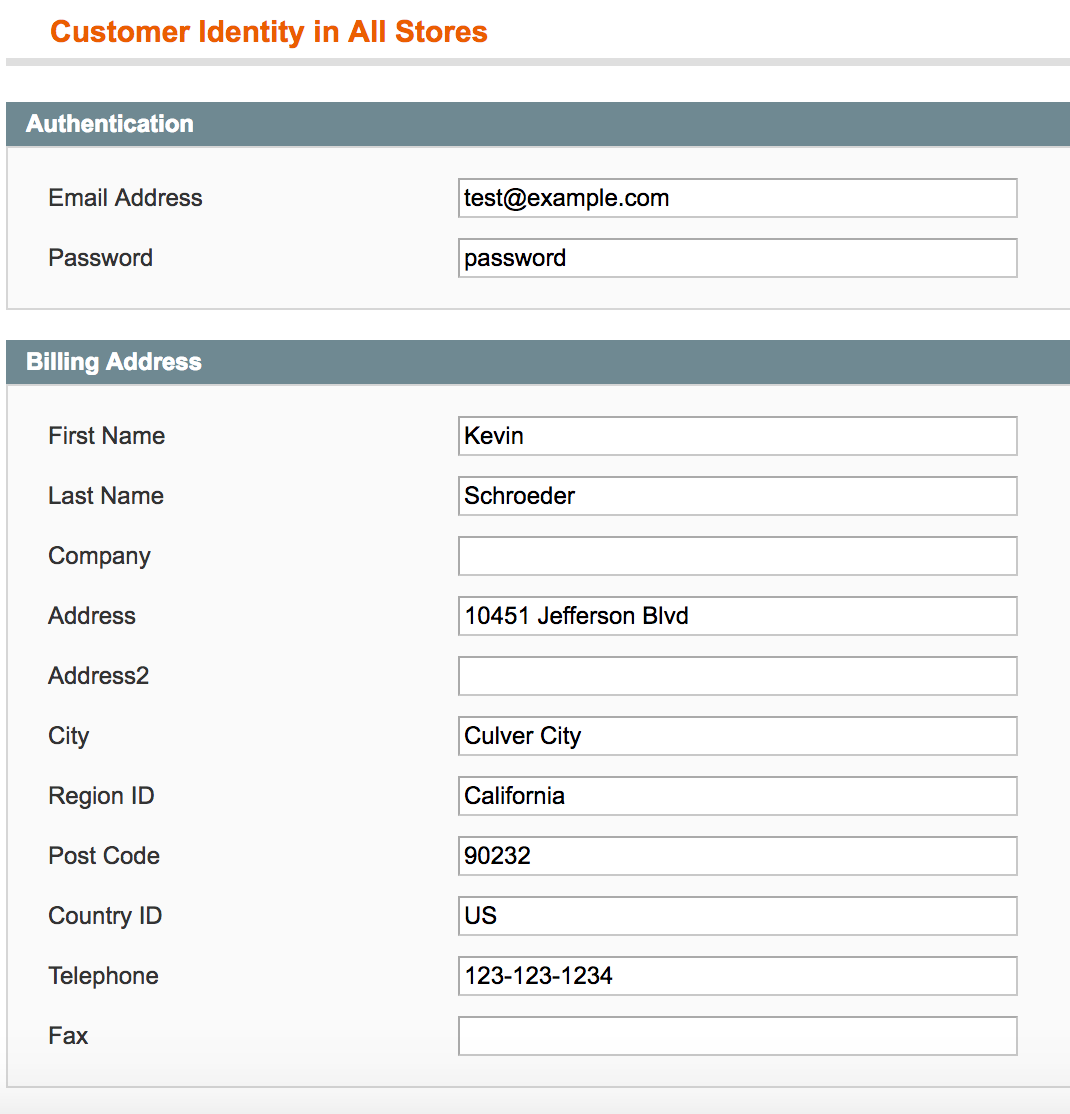 Customer Identity in All Stores
Authentication
Email Address test@example.com
Password password
Billing Address
First Name Kevin
Last Name Schroeder
Company
Address 10451 Jefferson Blvd
Address2
City Culver City
Region ID California
Post Code 90232
Country ID US
Telephone 123-123-1234
Fax